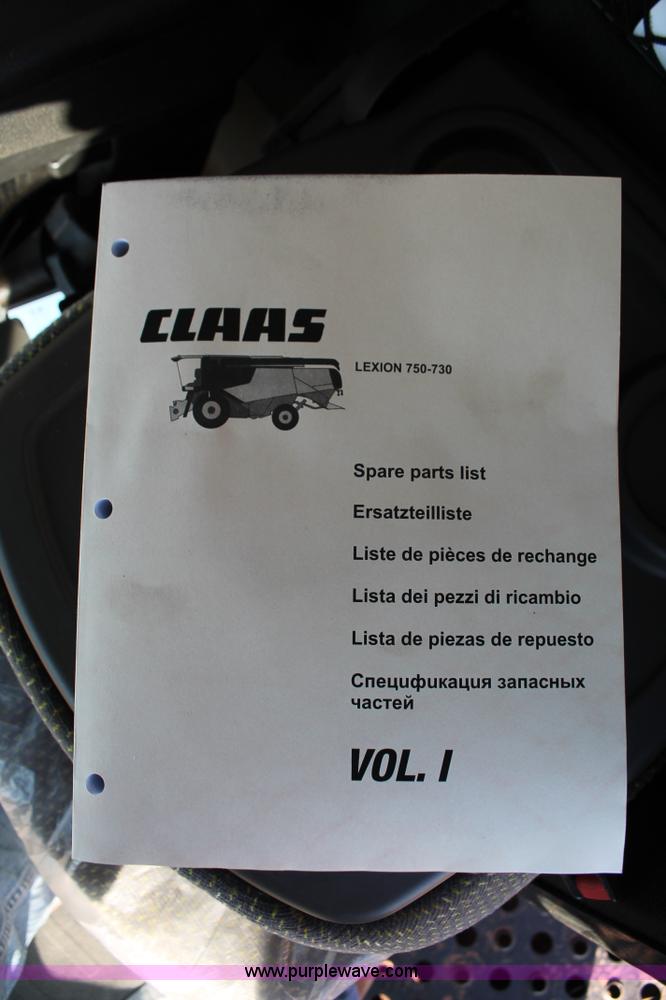 CLAAS
LEXION 750-730
Spare parts list
Ersatzteilliste
Liste de pièces de rechange
Lista dei pezzi di ricambio
Lista de piezas de repuesto
Спецификация запасных
частей
VOL. I
www.purplewave.com